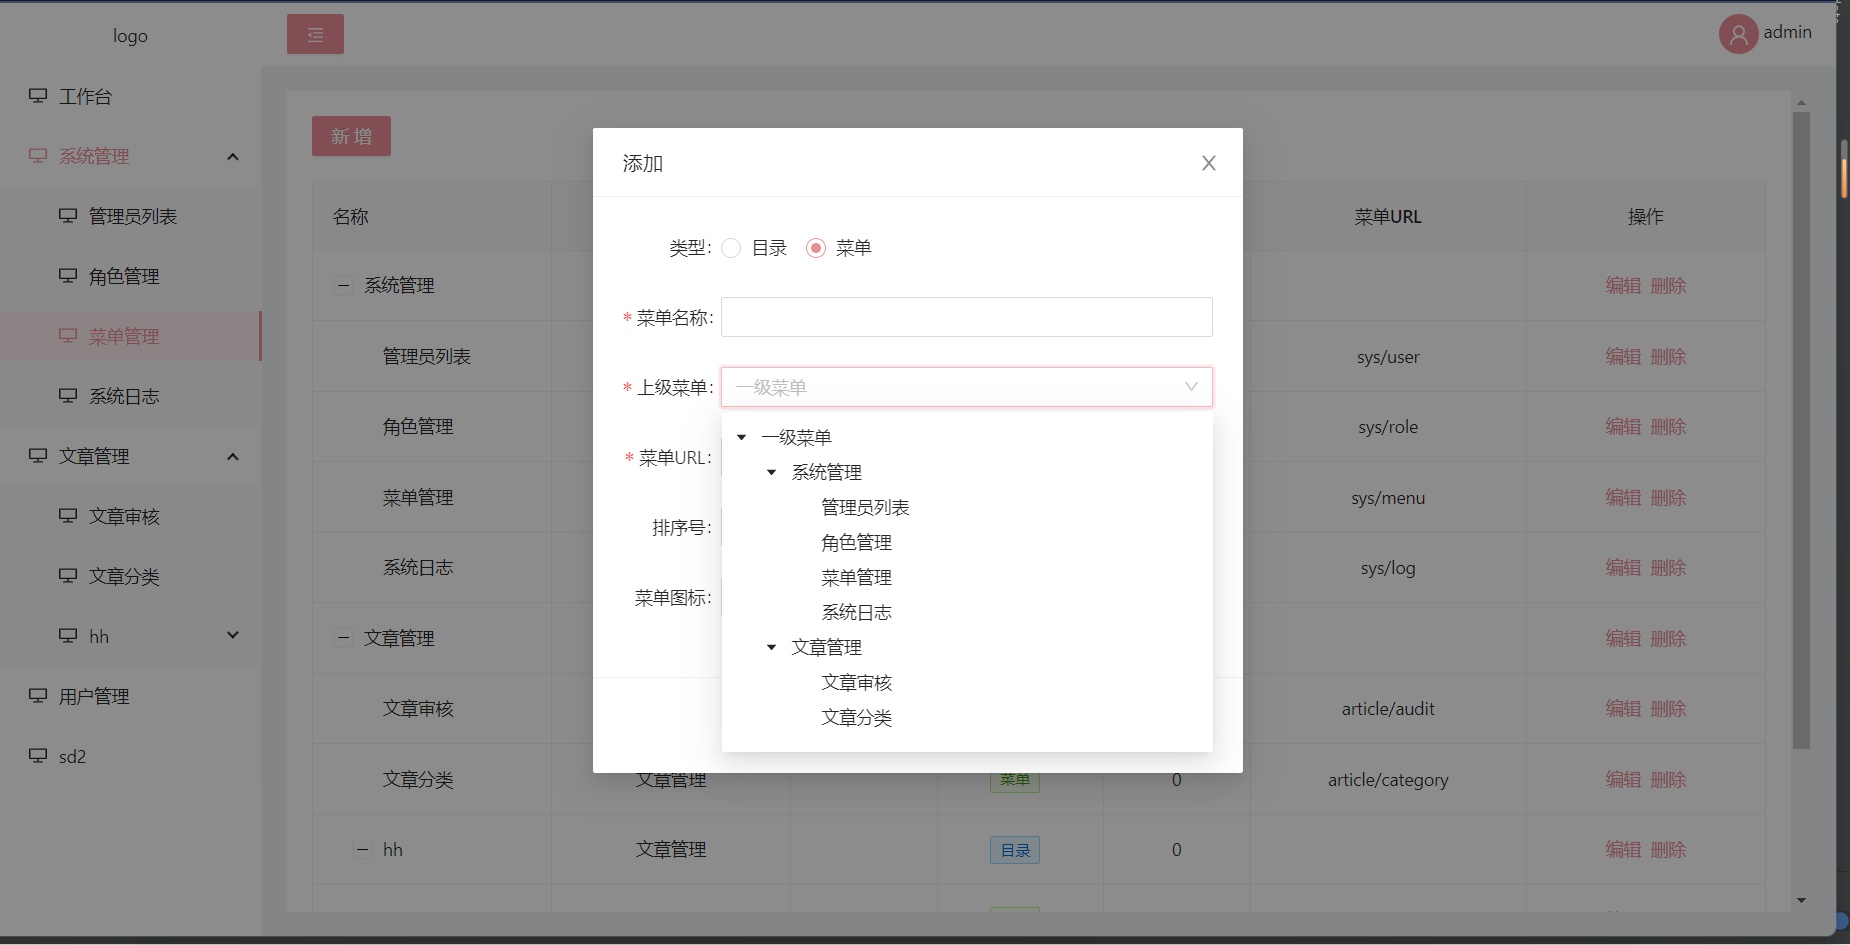 logo
admin
工作台
系统管理
管理员列表
角色管理
菜单管理
系统日志
文章管理
文章审核
文章分类
hh
用户管理
sd2
新 增
名称
菜单URL
操作
系统管理
编辑 删除
管理员列表
sys/user
编辑 删除
角色管理
sys/role
编辑 删除
菜单管理
sys/menu
编辑 删除
系统日志
sys/log
编辑 删除
文章管理
编辑 删除
文章审核
article/audit
编辑 删除
文章分类
文章管理
菜单
0
article/category
编辑 删除
hh
文章管理
目录
0
编辑 删除
添加
类型:
目录
菜单
* 菜单名称:
* 上级菜单:
一级菜单
* 菜单URL:
排序号:
菜单图标:
一级菜单
系统管理
管理员列表
角色管理
菜单管理
系统日志
文章管理
文章审核
文章分类